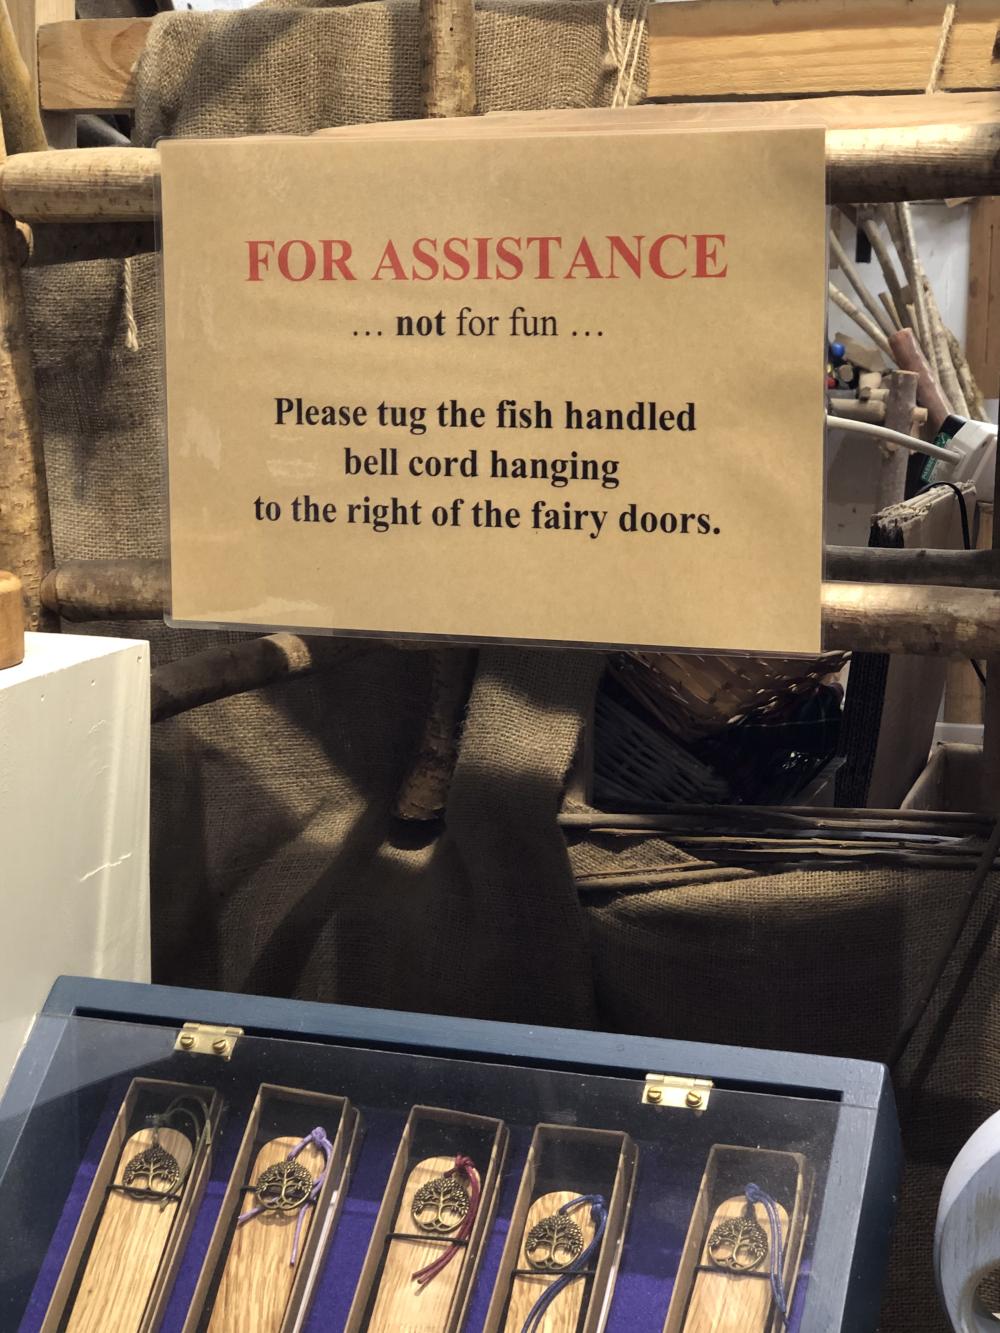 FOR ASSISTANCE
… not for fun …
Please tug the fish handled
bell cord hanging
to the right of the fairy doors.